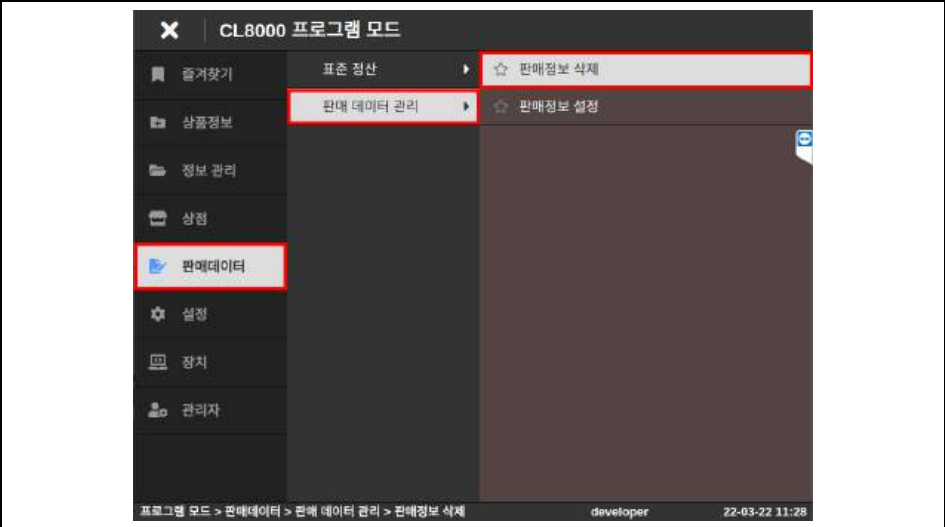 CL8000 프로그램 모드
즐겨찾기
상품정보
정보 관리
상점
판매데이터
설정
장치
관리자
표준 정산
판매 데이터 관리
판매정보 삭제
판매정보 설정
프로그램 모드 > 판매데이터 > 판매 데이터 관리 > 판매정보 삭제
developer
22-03-22 11:28